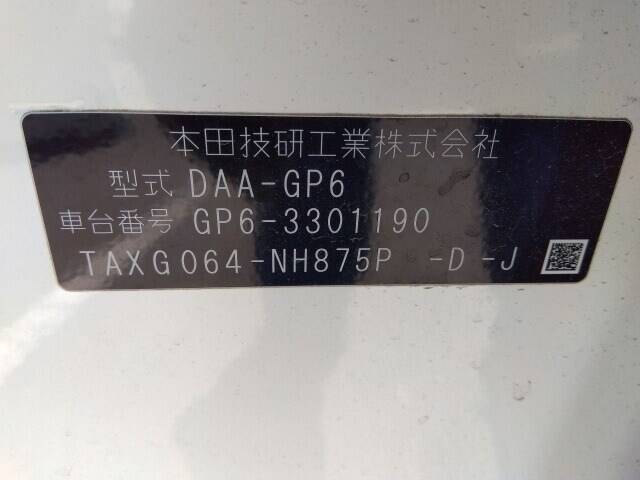 本田技研工業株式会社
型式 DAA-GP6
車台番号 GP6-3301190
TAXG064-NH875P -D-J